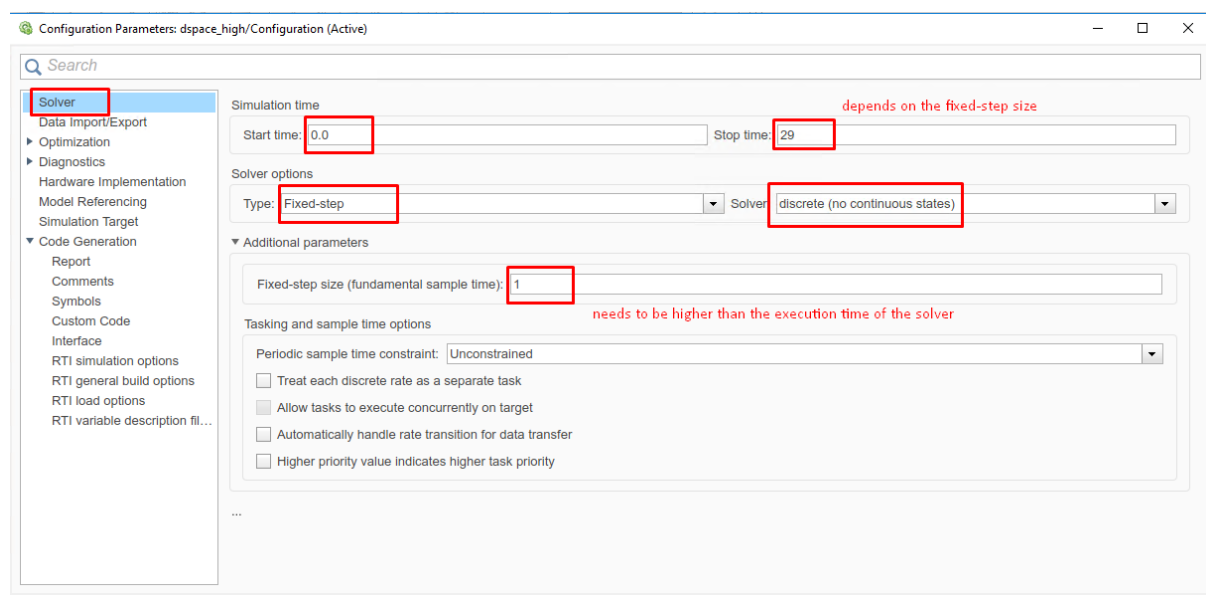 Configuration Parameters: dspace_high/Configuration (Active)
Search
Solver
Data Import/Export
Optimization
Diagnostics
Hardware Implementation
Model Referencing
Simulation Target
Code Generation
Report
Comments
Symbols
Custom Code
Interface
RTI simulation options
RTI general build options
RTI load options
RTI variable description fil...
Simulation time
depends on the fixed-step size
Start time: 0.0 Stop time: 29
Solver options
Type: Fixed-step Solver discrete (no continuous states)
Additional parameters
Fixed-step size (fundamental sample time): 1
needs to be higher than the execution time of the solver
Tasking and sample time options
Periodic sample time constraint: Unconstrained
Treat each discrete rate as a separate task
Allow tasks to execute concurrently on target
Automatically handle rate transition for data transfer
Higher priority value indicates higher task priority
...